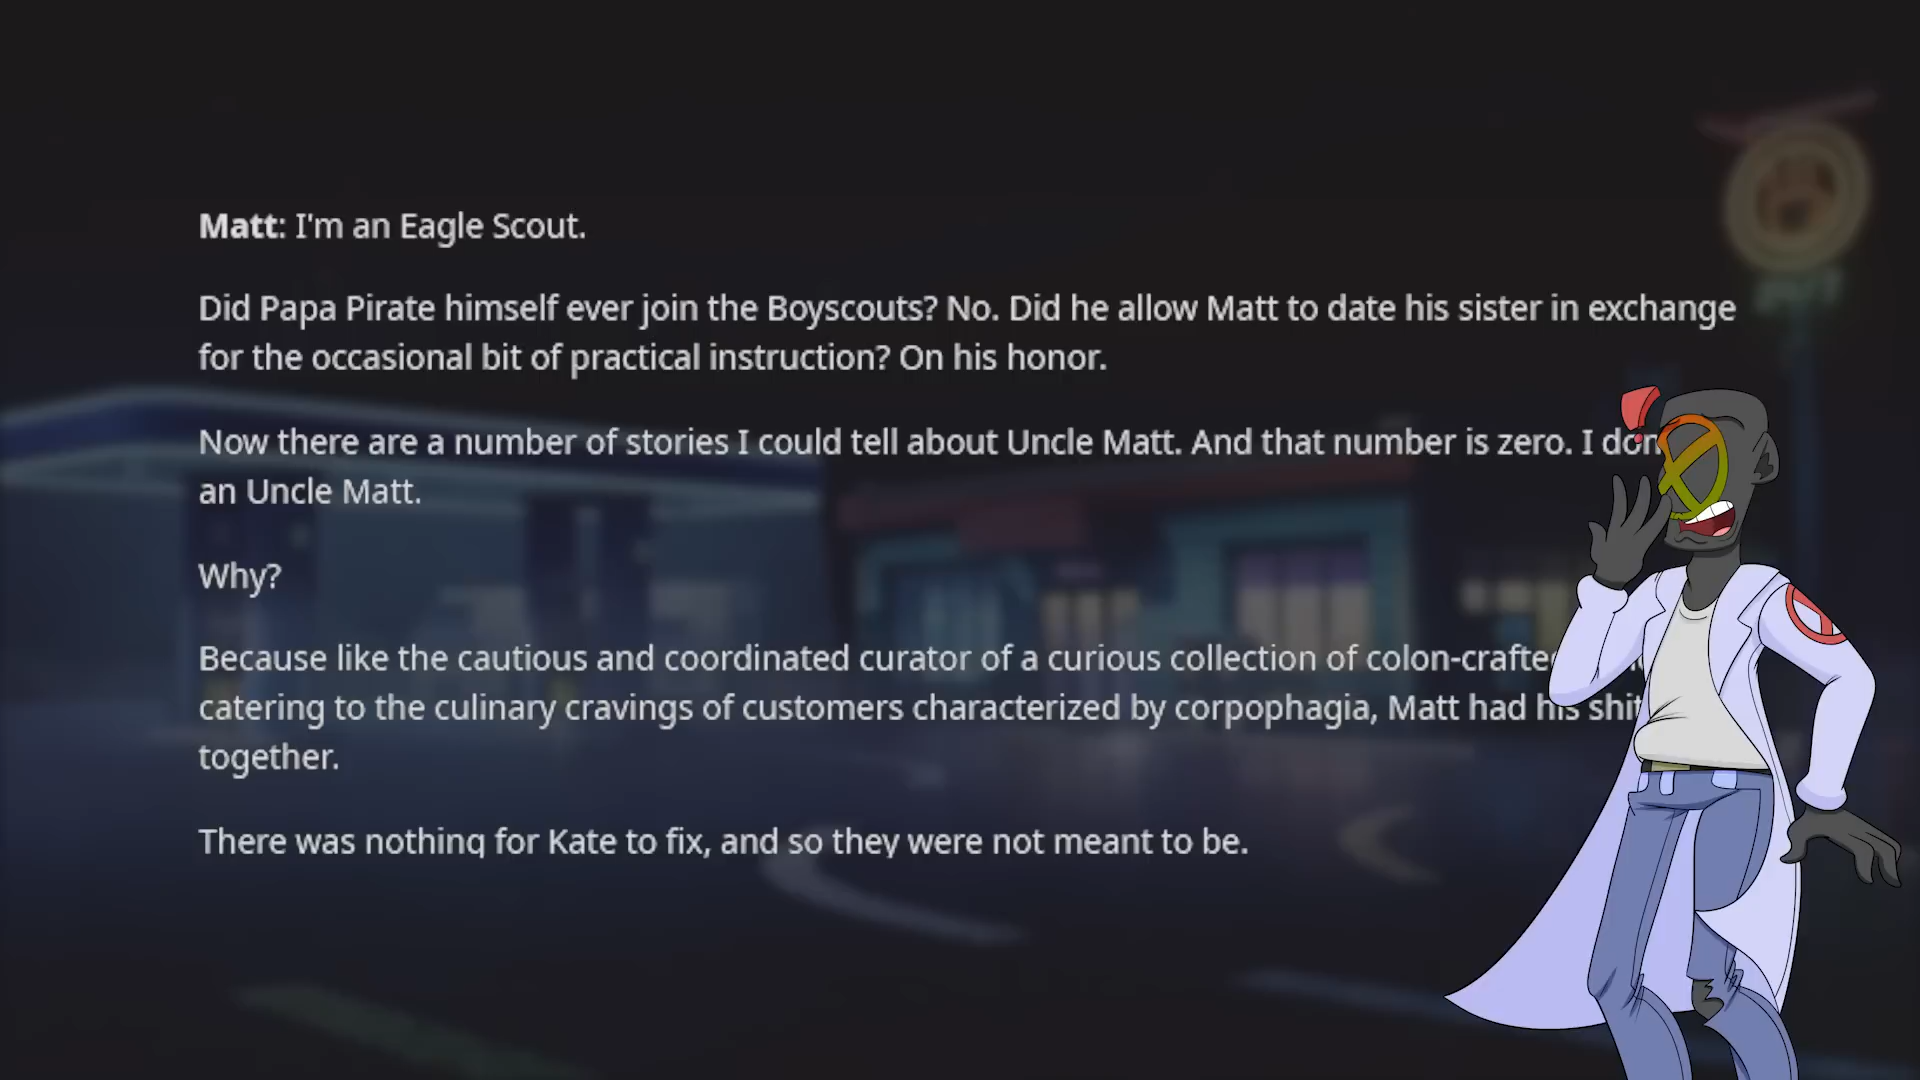 Matt: I'm an Eagle Scout.
Did Papa Pirate himself ever join the Boyscouts? No. Did he allow Matt to date his sister in exchange
for the occasional bit of practical instruction? On his honor.
Now there are a number of stories I could tell about Uncle Matt. And that number is zero. I
an Uncle Matt.
Why?
Because like the cautious and coordinated curator of a curious collection of
catering to the culinary cravings of customers characterized by corpophagia, Matt had his shit
together.
There was nothing for Kate to fix, and so they were not meant to be.